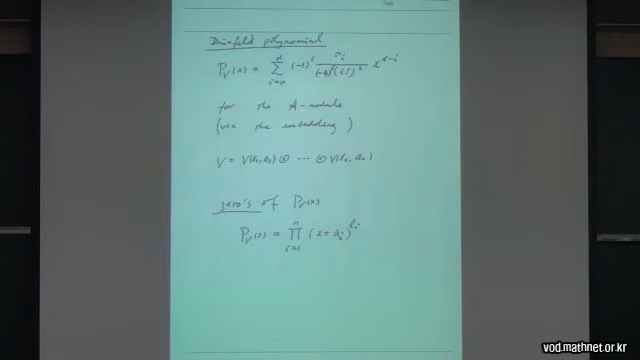 Drinfeld polynomial
P_V(x) = Σ_{i=0}^{d} (-1)^i σ_i / ((-4)^i (i!)^2) x^{d-i}
for the A-module
(via the embedding)
V = V(l_1, a_1) ⊗ ··· ⊗ V(l_n, a_n)
zero's of P_V(x)
P_V(x) = ∏_{i=1}^{n} (x + a_i)^{l_i}
vod.mathnet.or.kr